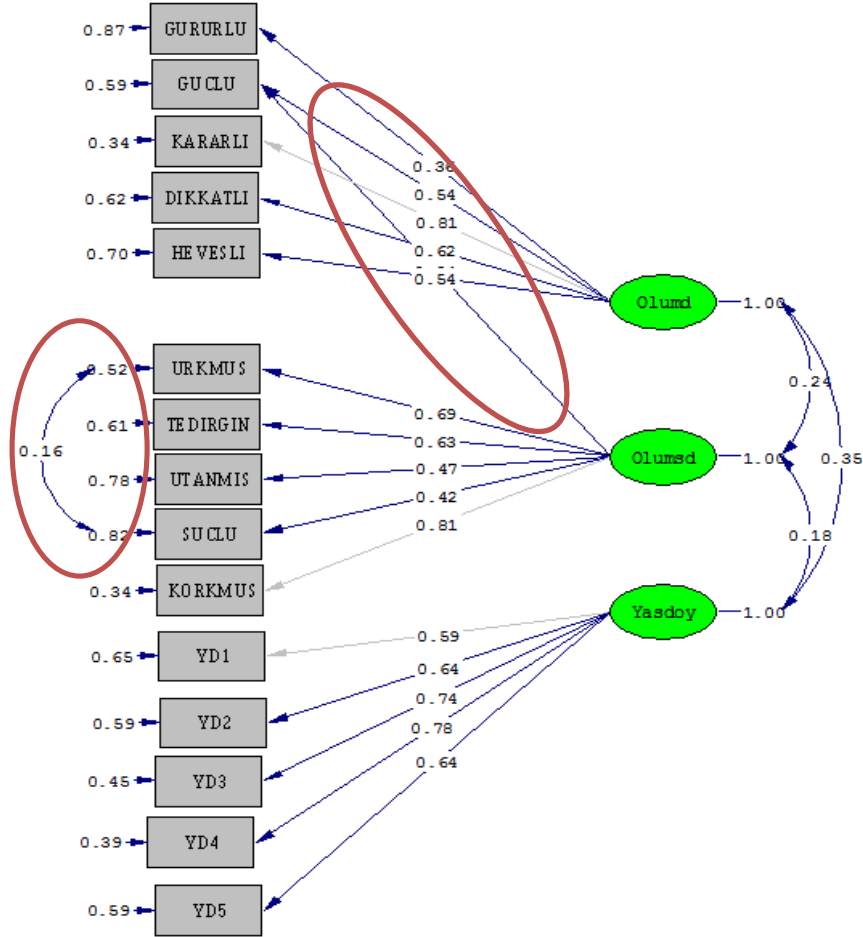 0.87 GURURLU
0.59 GUCLU
0.34 KARARLI
0.62 DIKKATLI
0.70 HEVESLI
0.36
0.54
0.81
0.62
0.54
Olumd 1.00
0.52 URKMUS
0.61 TEDIRGIN
0.78 UTANMIS
0.82 SUCLU
0.34 KORKMUS
0.16
0.69
0.63
0.47
0.42
0.81
Olumsd 1.00
0.24
0.35
0.18
Yasdoy 1.00
0.65 YD1
0.59 YD2
0.45 YD3
0.39 YD4
0.59 YD5
0.59
0.64
0.74
0.78
0.64